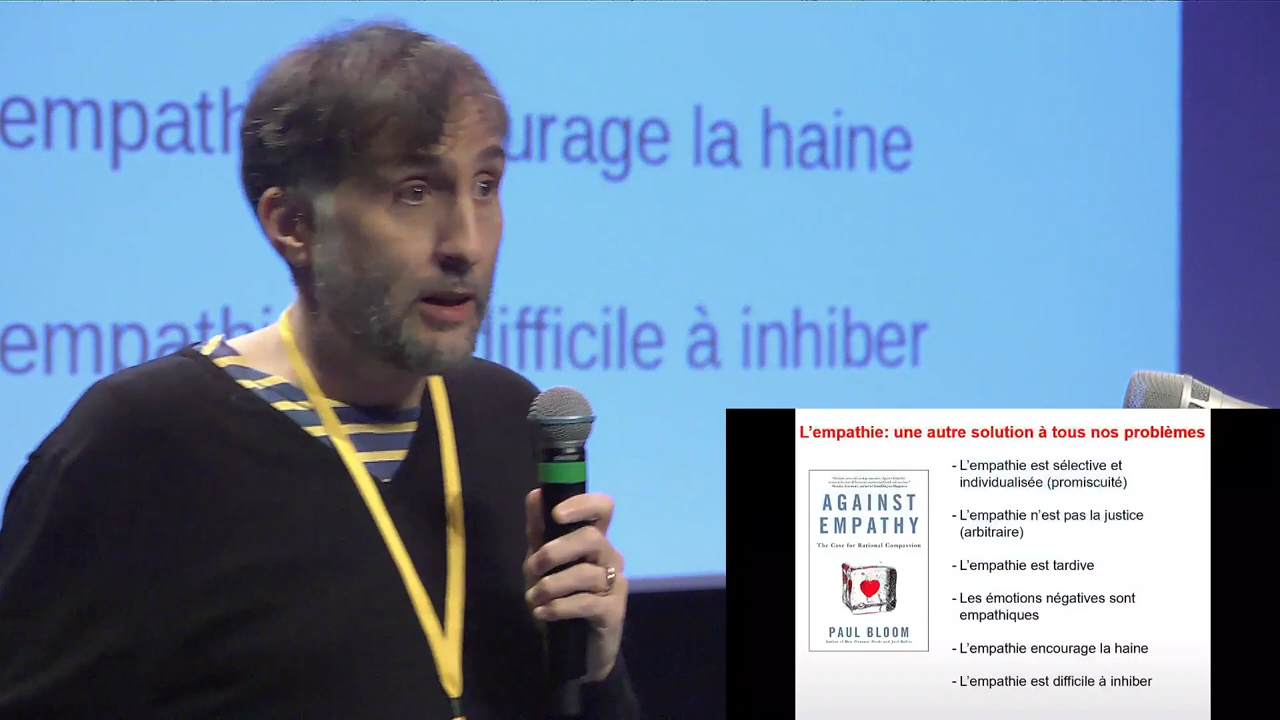 empath urage la haine
empathi difficile à inhiber
L'empathie: une autre solution à tous nos problèmes
- L'empathie est sélective et
individualisée (promiscuité)
- L'empathie n'est pas la justice
(arbitraire)
- L'empathie est tardive
- Les émotions négatives sont
empathiques
- L'empathie encourage la haine
- L'empathie est difficile à inhiber
AGAINST
EMPATHY
The Case for Rational Compassion
PAUL BLOOM